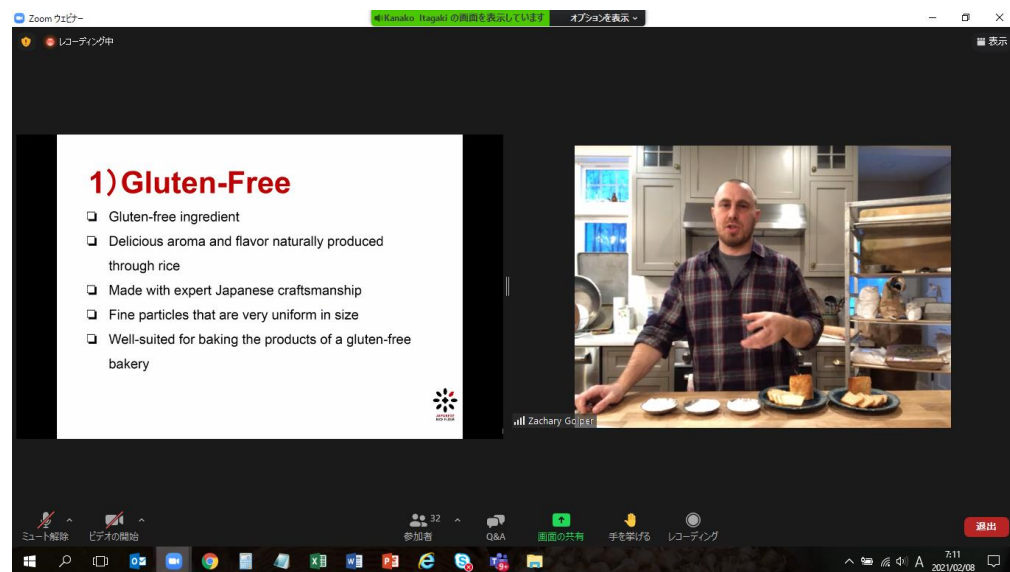 Zoom ウェビナー
Kanako Itagaki の画面を表示しています
オプションを表示
レコーディング中
表示
1) Gluten-Free
Gluten-free ingredient
Delicious aroma and flavor naturally produced
through rice
Made with expert Japanese craftsmanship
Fine particles that are very uniform in size
Well-suited for baking the products of a gluten-free
bakery
JAPANESE
RICE FLOUR
Zachary Golper
ミュート解除
ビデオの開始
32
参加者
Q&A
画面の共有
手を挙げる
レコーディング
退出
9+
A
7:11
2021/02/08